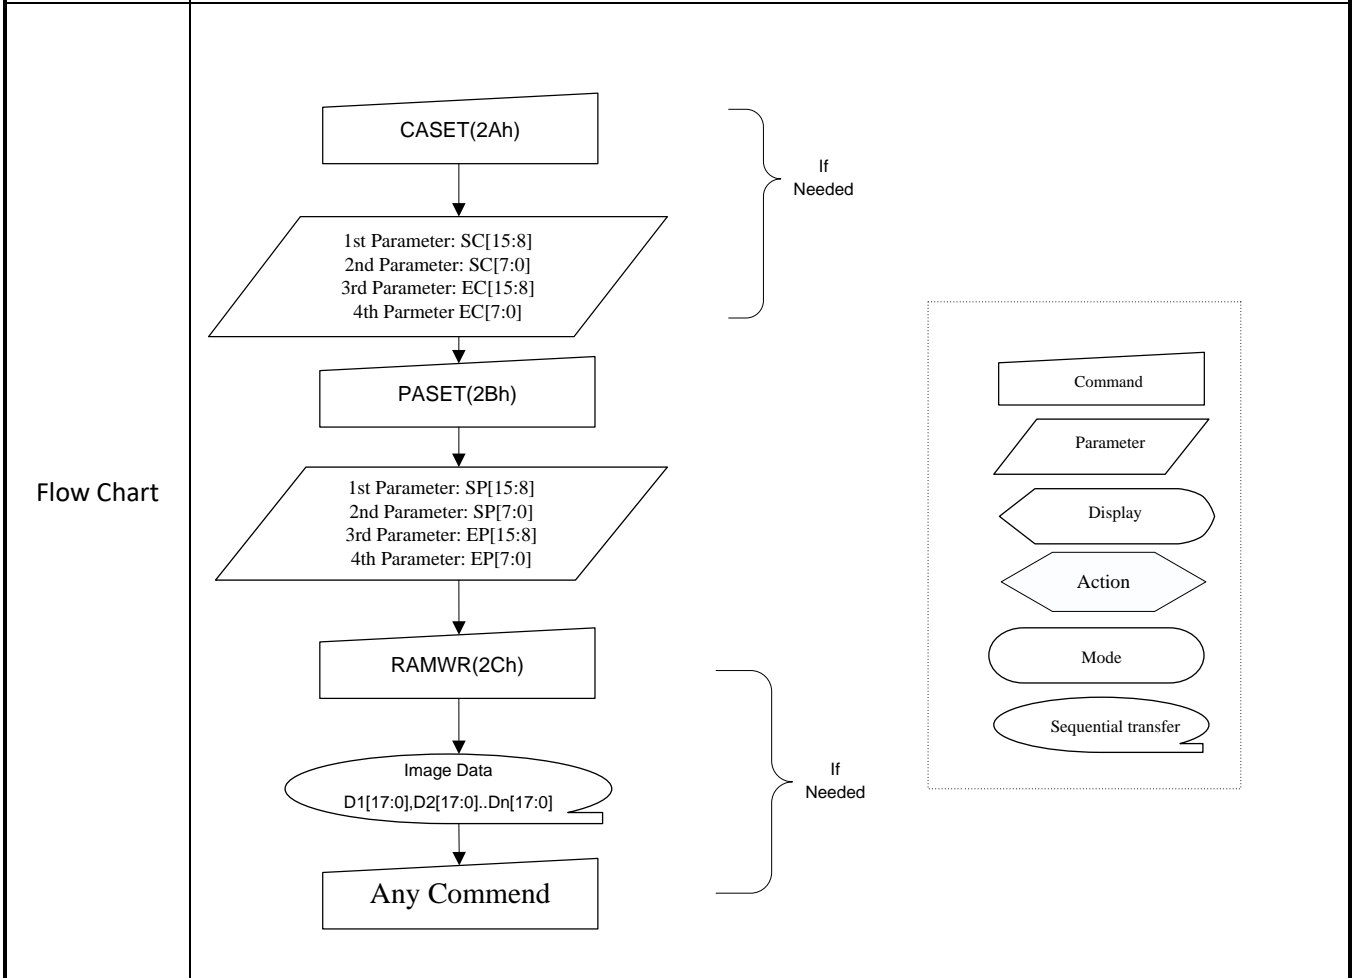 Flow Chart
CASET(2Ah)
1st Parameter: SC[15:8]
2nd Parameter: SC[7:0]
3rd Parameter: EC[15:8]
4th Parmeter EC[7:0]
If
Needed
PASET(2Bh)
1st Parameter: SP[15:8]
2nd Parameter: SP[7:0]
3rd Parameter: EP[15:8]
4th Parameter: EP[7:0]
RAMWR(2Ch)
Image Data
D1[17:0],D2[17:0]..Dn[17:0]
Any Commend
If
Needed
Command
Parameter
Display
Action
Mode
Sequential transfer